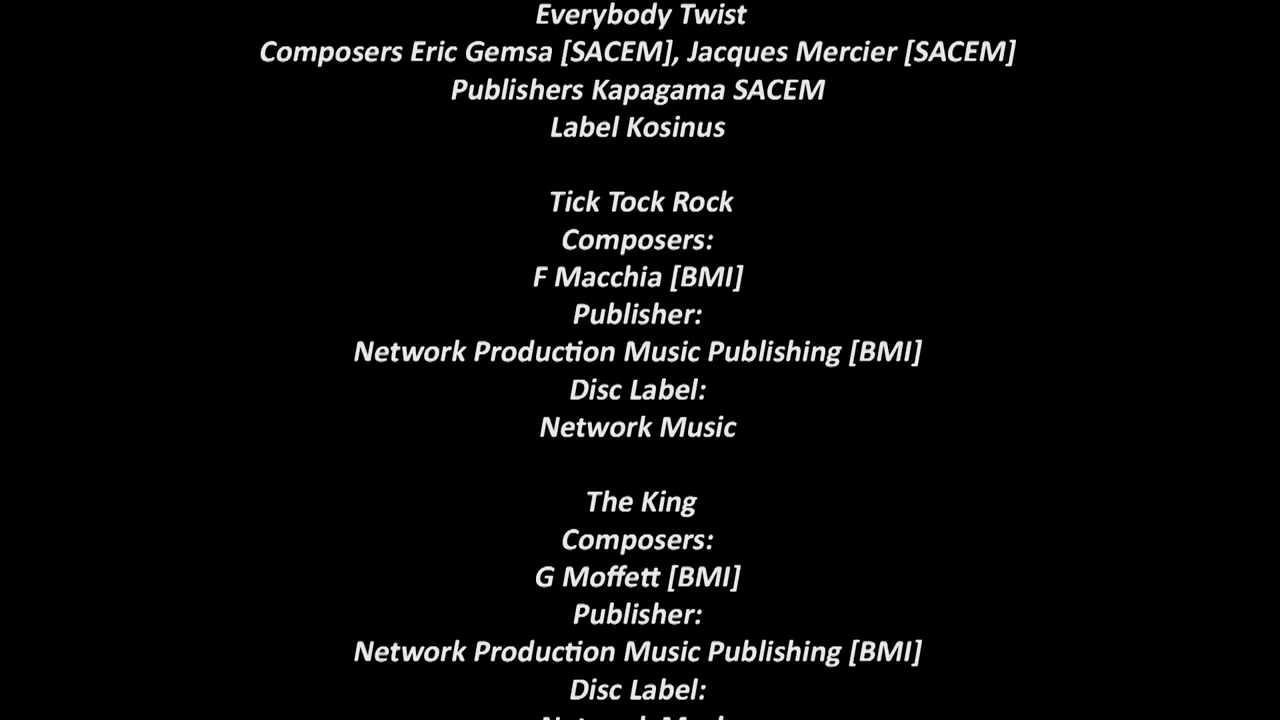 Everybody Twist
Composers Eric Gemsa [SACEM], Jacques Mercier [SACEM]
Publishers Kapagama SACEM
Label Kosinus
Tick Tock Rock
Composers:
F Macchia [BMI]
Publisher:
Network Production Music Publishing [BMI]
Disc Label:
Network Music
The King
Composers:
G Moffett [BMI]
Publisher:
Network Production Music Publishing [BMI]
Disc Label: